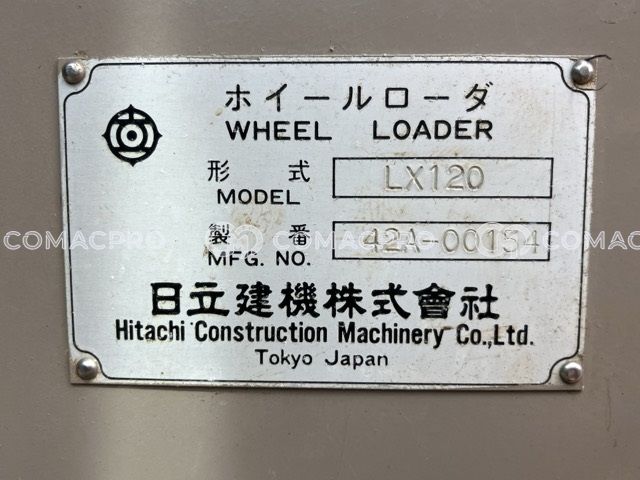 ホイールローダ
WHEEL LOADER
形式 LX120
MODEL
製番 42A-00154
MFG. NO.
COMACPRO COMACPRO COMAC
日立建機株式會社
Hitachi Construction Machinery Co.,Ltd.
Tokyo Japan